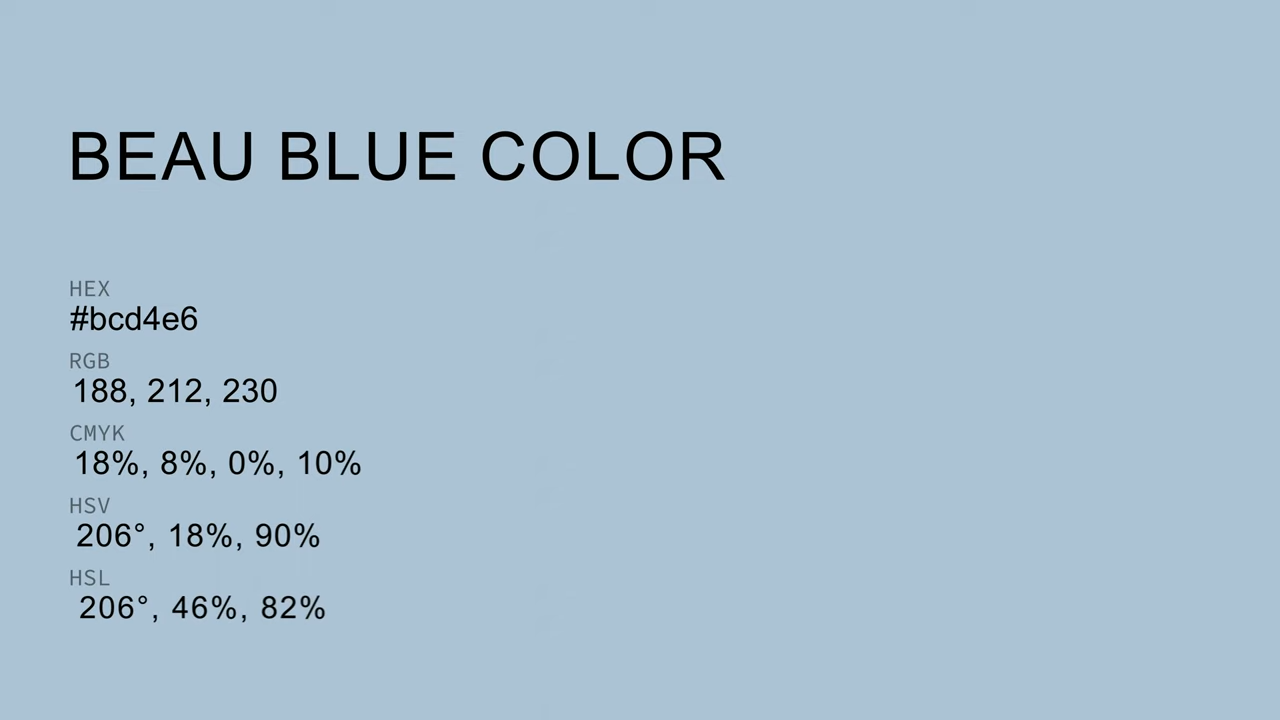 BEAU BLUE COLOR
HEX
#bcd4e6
RGB
188, 212, 230
CMYK
18%, 8%, 0%, 10%
HSV
206°, 18%, 90%
HSL
206°, 46%, 82%